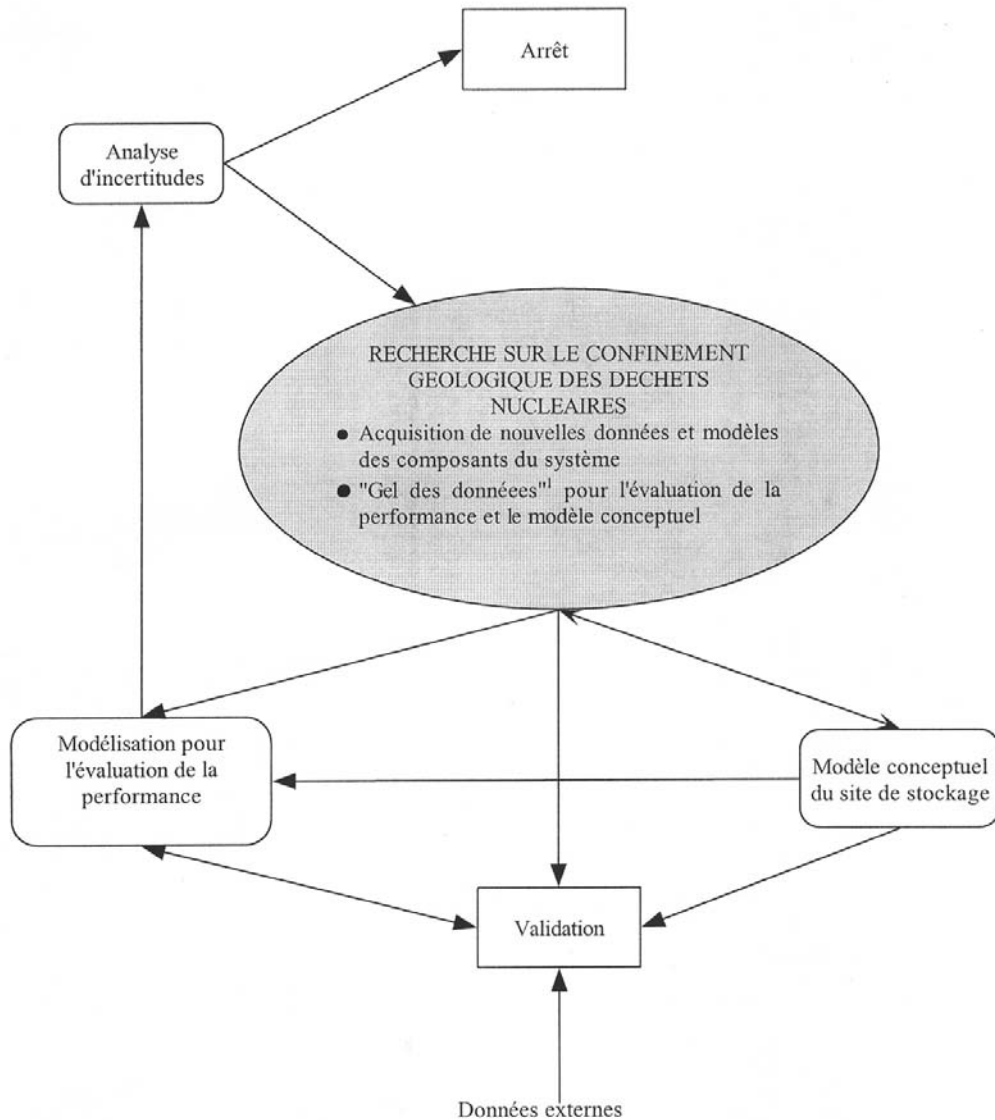 Arrêt
Analyse
d'incertitudes
RECHERCHE SUR LE CONFINEMENT
GEOLOGIQUE DES DECHETS
NUCLEAIRES
● Acquisition de nouvelles données et modèles
des composants du système
● "Gel des donnéees"¹ pour l'évaluation de la
performance et le modèle conceptuel
Modélisation pour
l'évaluation de la
performance
Modèle conceptuel
du site de stockage
Validation
Données externes